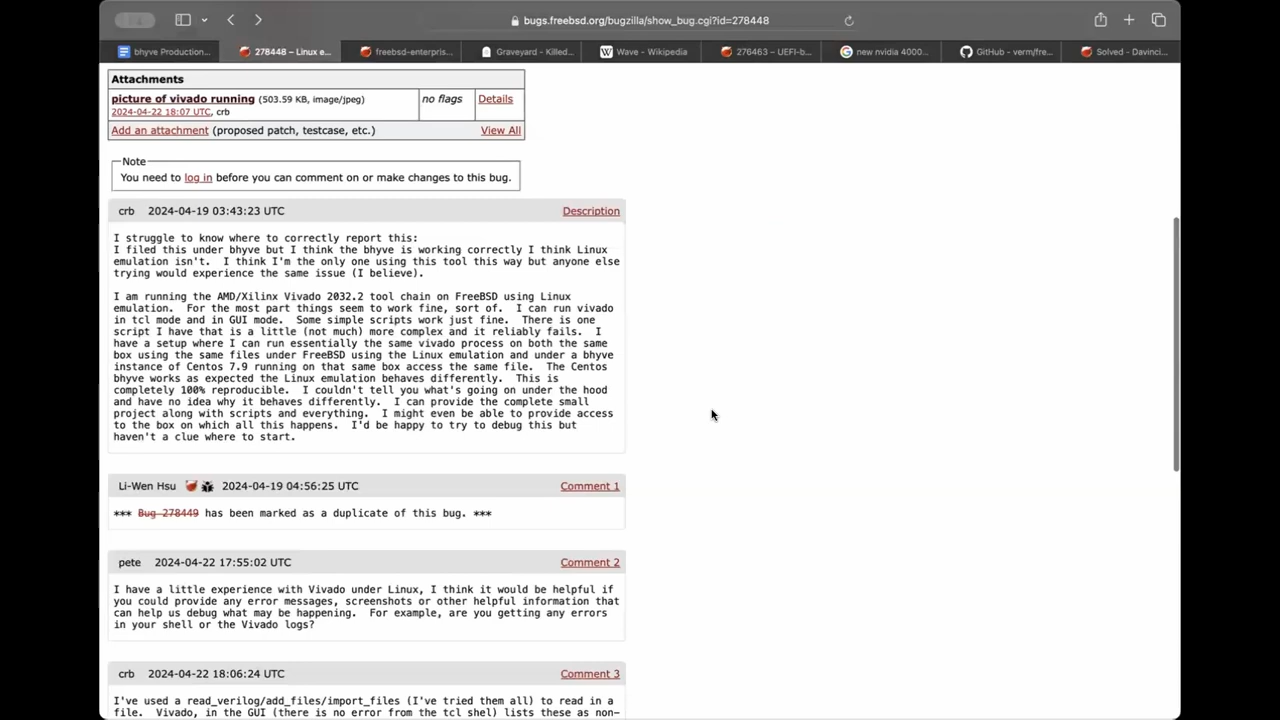 bugs.freebsd.org/bugzilla/show_bug.cgi?id=278448
bhyve Production...
278448 – Linux e...
freebsd-enterpris...
Graveyard - Killed...
Wave - Wikipedia
276463 – UEFI-b...
new nvidia 4000...
GitHub - verm/fre...
Solved - Davinci...
Attachments
picture of vivado running (503.59 KB, image/jpeg)
2024-04-22 18:07 UTC, crb
no flags
Details
Add an attachment (proposed patch, testcase, etc.)
View All
Note
You need to log in before you can comment on or make changes to this bug.
crb 2024-04-19 03:43:23 UTC
Description
I struggle to know where to correctly report this:
I filed this under bhyve but I think the bhyve is working correctly I think Linux
emulation isn't. I think I'm the only one using this tool this way but anyone else
trying would experience the same issue (I believe).
I am running the AMD/Xilinx Vivado 2032.2 tool chain on FreeBSD using Linux
emulation. For the most part things seem to work fine, sort of. I can run vivado
in tcl mode and in GUI mode. Some simple scripts work just fine. There is one
script I have that is a little (not much) more complex and it reliably fails. I
have a setup where I can run essentially the same vivado process on both the same
box using the same files under FreeBSD using the Linux emulation and under a bhyve
instance of Centos 7.9 running on that same box access the same file. The Centos
bhyve works as expected the Linux emulation behaves differently. This is
completely 100% reproducible. I couldn't tell you what's going on under the hood
and have no idea why it behaves differently. I can provide the complete small
project along with scripts and everything. I might even be able to provide access
to the box on which all this happens. I'd be happy to try to debug this but
haven't a clue where to start.
Li-Wen Hsu 2024-04-19 04:56:25 UTC
Comment 1
*** Bug 278449 has been marked as a duplicate of this bug. ***
pete 2024-04-22 17:55:02 UTC
Comment 2
I have a little experience with Vivado under Linux, I think it would be helpful if
you could provide any error messages, screenshots or other helpful information that
can help us debug what may be happening. For example, are you getting any errors
in your shell or the Vivado logs?
crb 2024-04-22 18:06:24 UTC
Comment 3
I've used a read_verilog/add_files/import_files (I've tried them all) to read in a
file. Vivado, in the GUI (there is no error from the tcl shel) lists these as non-